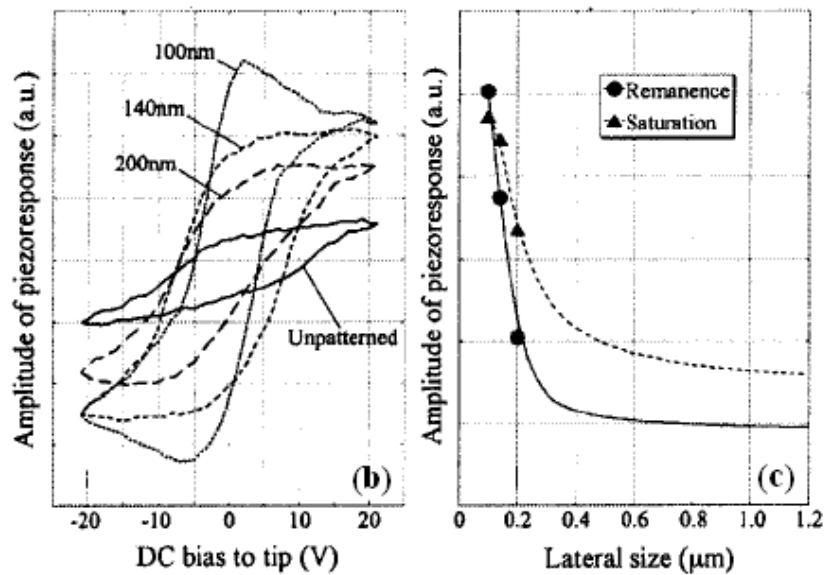 Amplitude of piezoresponse (a.u.)
100nm
140nm
200nm
Unpatterned
(b)
-20 -10 0 10 20
DC bias to tip (V)
Amplitude of piezoresponse (a.u.)
Remanence
Saturation
(c)
0 0.2 0.4 0.6 0.8 1.0 1.2
Lateral size (μm)